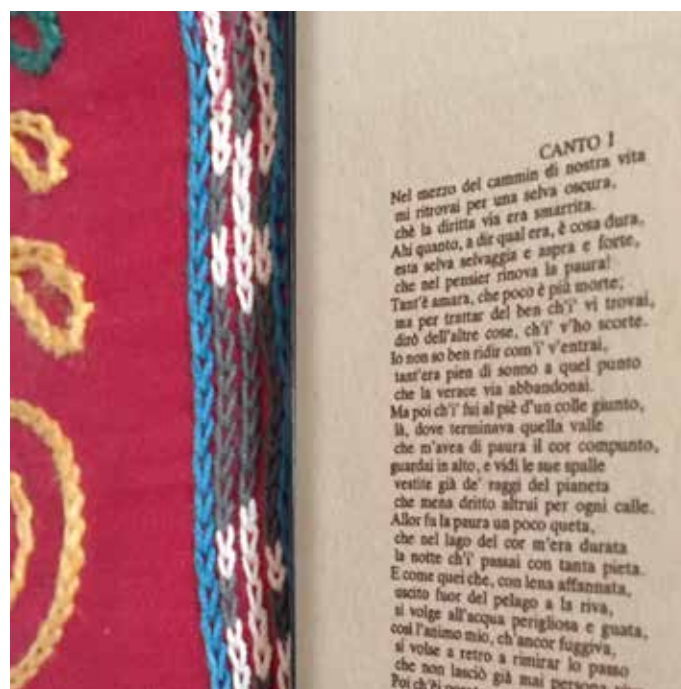 CANTO I
Nel mezzo del cammin di nostra vita
mi ritrovai per una selva oscura,
chè la diritta via era smarrita.
Ahi quanto, a dir qual era, è cosa dura,
esta selva selvaggia e aspra e forte,
che nel pensier rinova la paura!
Tant'è amara, che poco è più morte;
ma per trattar del ben ch'i' vi trovai,
dirò dell'altre cose, ch'i' v'ho scorte.
Io non so ben ridir com'i' v'entrai,
tant'era pien di sonno a quel punto
che la verace via abbandonai.
Ma poi ch'i' fui al piè d'un colle giunto,
là, dove terminava quella valle
che m'avea di paura il cor compunto,
guardai in alto, e vidi le sue spalle
vestite già de' raggi del pianeta
che mena dritto altrui per ogni calle.
Allor fu la paura un poco queta,
che nel lago del cor m'era durata
la notte ch'i' passai con tanta pieta.
E come quei che, con lena affannata,
uscito fuor del pelago a la riva,
si volge all'acqua perigliosa e guata,
così l'animo mio, ch'ancor fuggiva,
si volse a retro a rimirar lo passo
che non lasciò già mai persona
Poi ch'èi